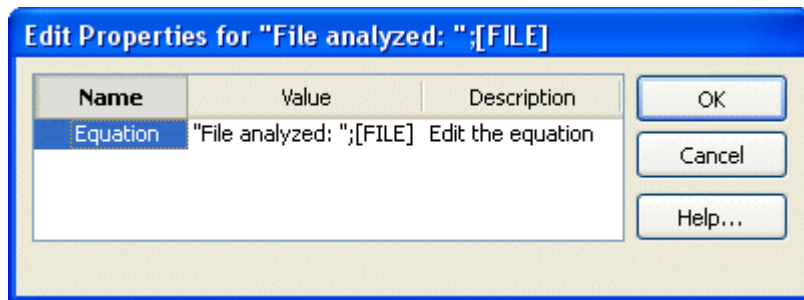 Edit Properties for "File analyzed: ";[FILE]
Name Value Description OK
Equation "File analyzed: ";[FILE] Edit the equation
Cancel
Help...